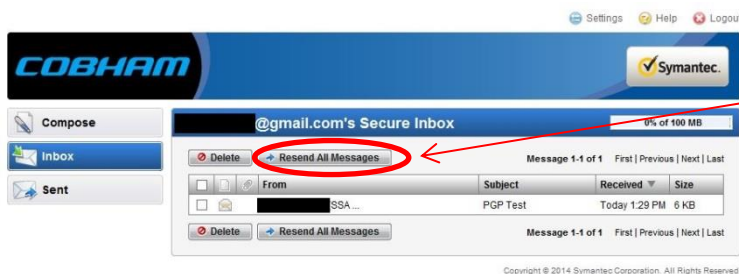 Settings Help Logou
COBHAM
Symantec.
Compose
@gmail.com's Secure Inbox
0% of 100 MB
Inbox
Delete Resend All Messages Message 1-1 of 1 First | Previous | Next | Last
Sent
From Subject Received Size
SSA ... PGP Test Today 1:29 PM 6 KB
Delete Resend All Messages Message 1-1 of 1 First | Previous | Next | Last
Copyright © 2014 Symantec Corporation. All Rights Reserved